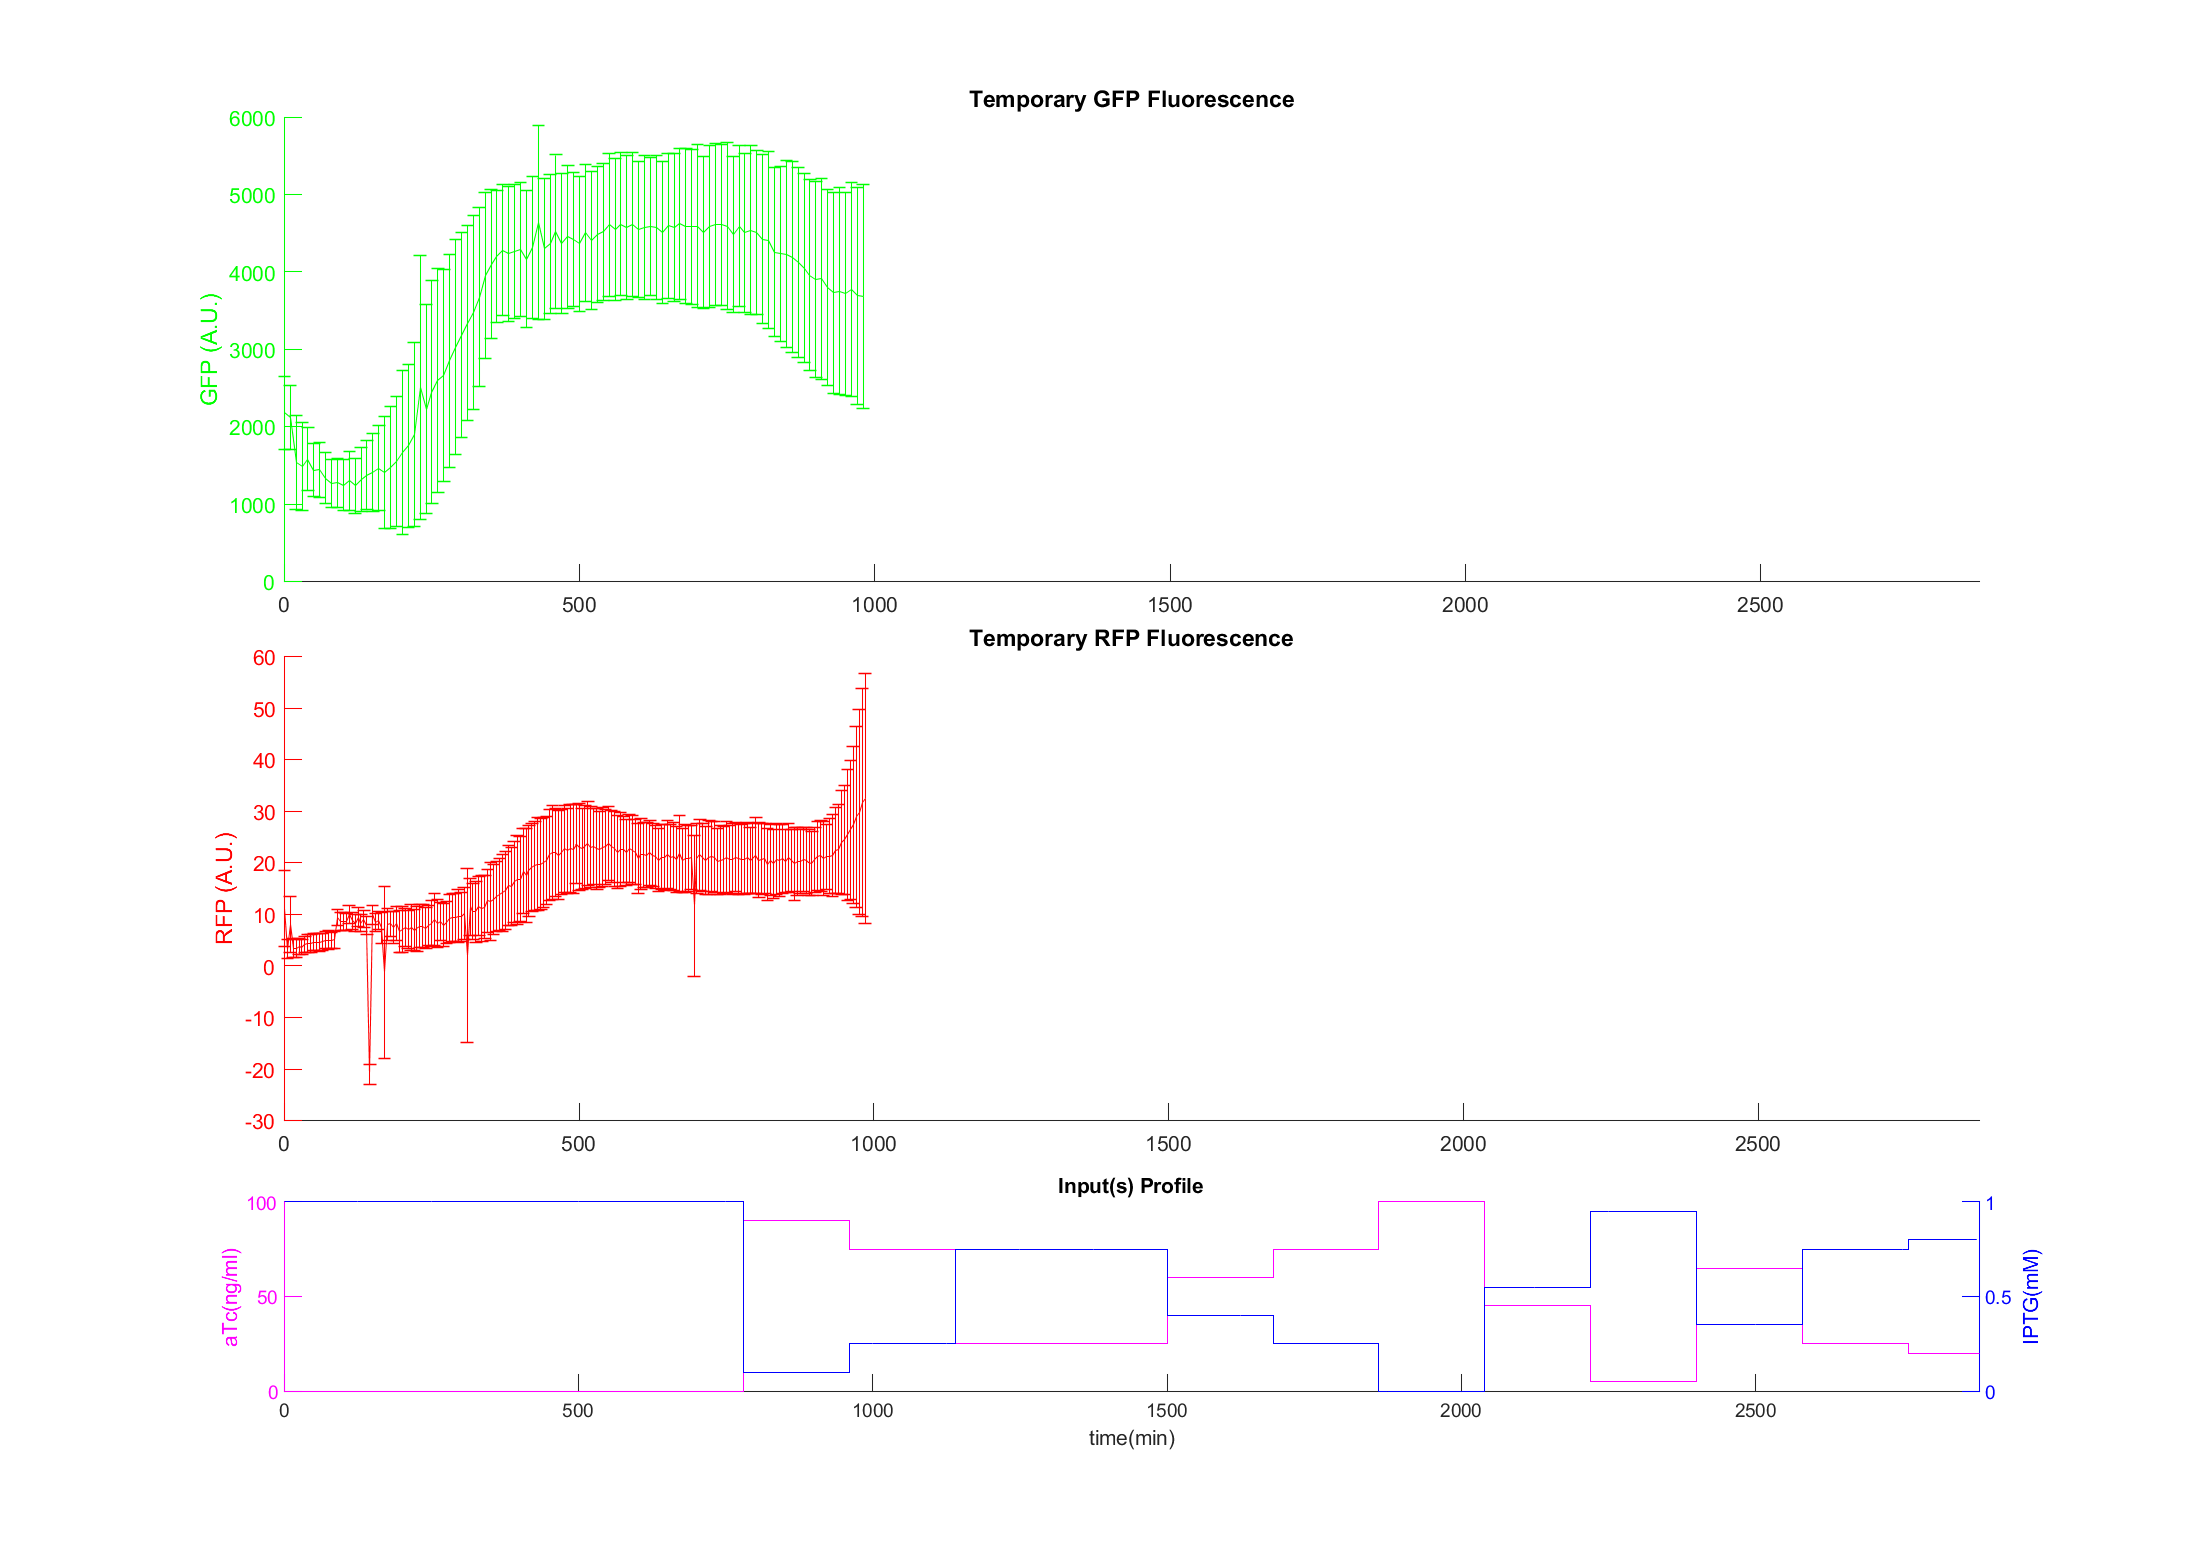 Temporary GFP Fluorescence
6000
5000
4000
3000
2000
1000
0
GFP (A.U.)
0 500 1000 1500 2000 2500
Temporary RFP Fluorescence
60
50
40
30
20
10
0
-10
-20
-30
RFP (A.U.)
0 500 1000 1500 2000 2500
Input(s) Profile
100
50
0
aTc(ng/ml)
1
0.5
0
IPTG(mM)
0 500 1000 1500 2000 2500
time(min)